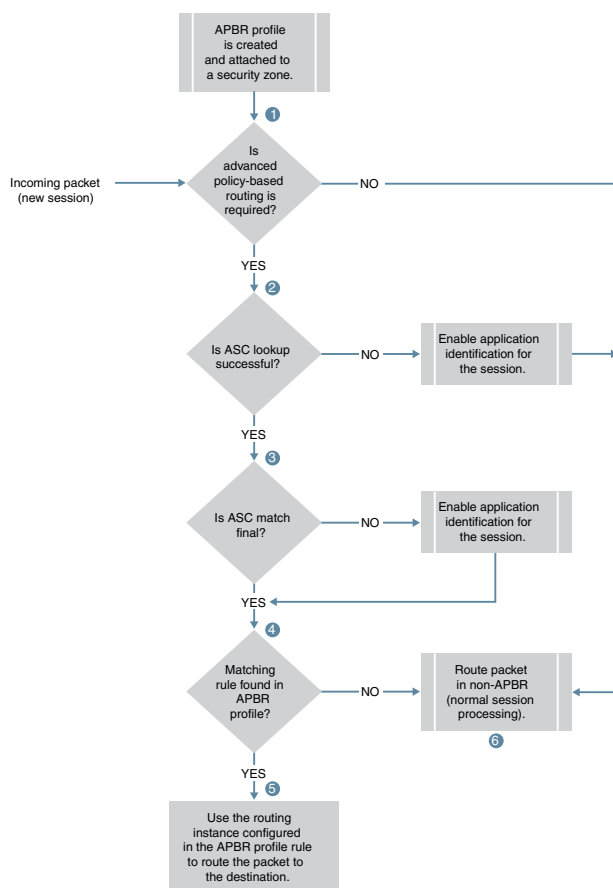 APBR profile
is created
and attached to
a security zone.
1
Is
advanced
policy-based
routing is
required?
Incoming packet
(new session)
NO
YES
2
Is ASC lookup
successful?
NO
Enable application
identification for
the session.
YES
3
Is ASC match
final?
NO
Enable application
identification for
the session.
YES
4
Matching
rule found in
APBR
profile?
NO
Route packet
in non-APBR
(normal session
processing).
6
YES
5
Use the routing
instance configured
in the APBR profile rule
to route the packet to
the destination.